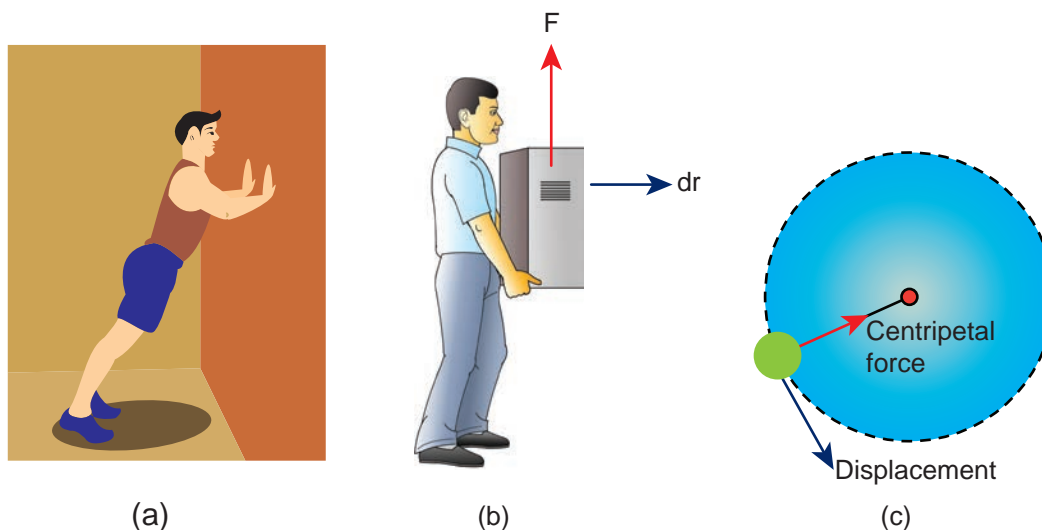 F
dr
Centripetal
force
Displacement
(a)
(b)
(c)